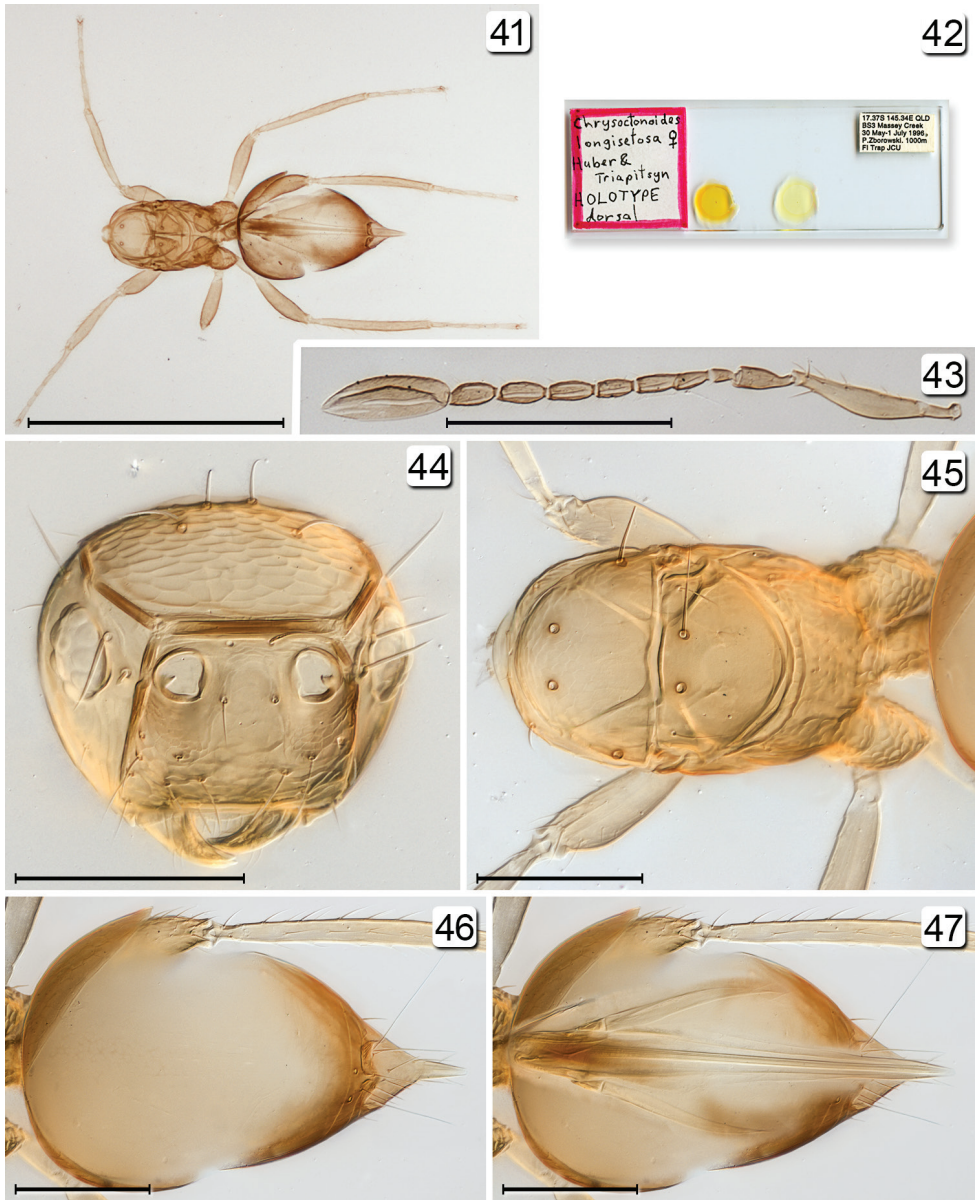 41
42
Chrysoctonoides
longisetosa ♀
Huber &
Triapitsyn
HOLOTYPE
dorsal
17.37S 145.34E QLD
BS3 Massey Creek
30 May-1 July 1996,
P.Zborowski. 1000m
FI Trap JCU
43
44
45
46
47